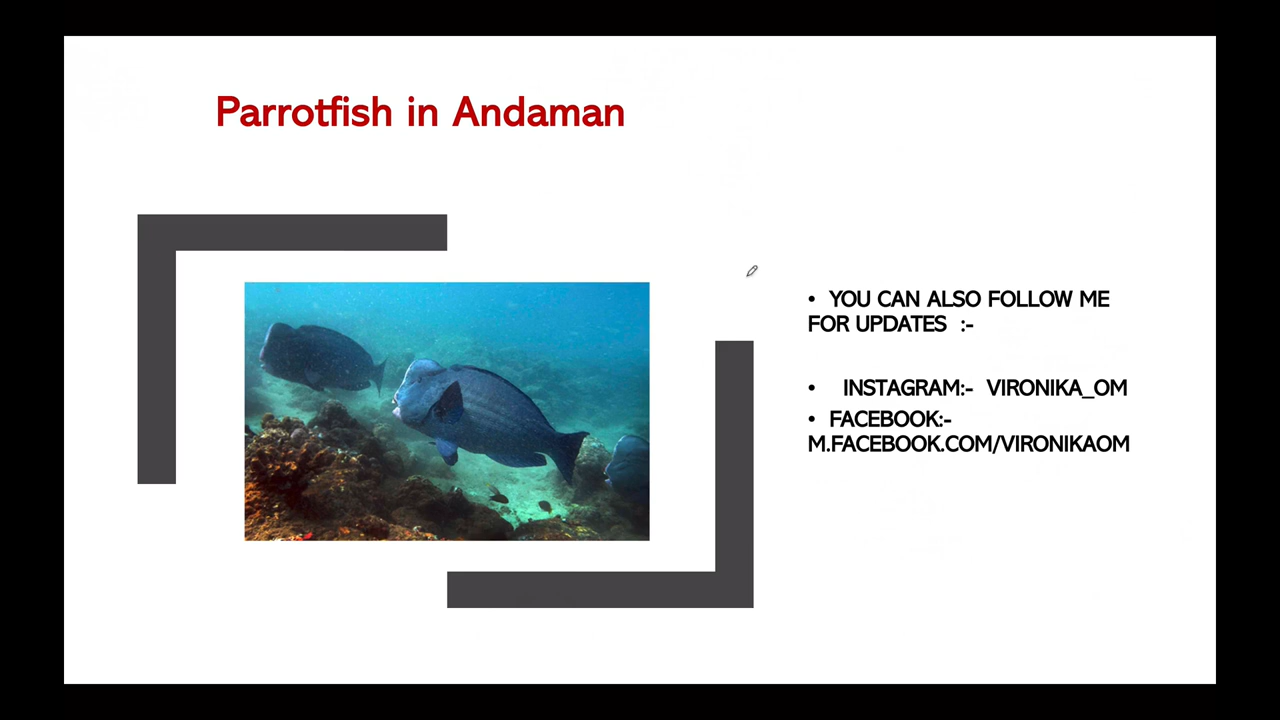 Parrotfish in Andaman
• YOU CAN ALSO FOLLOW ME
FOR UPDATES :-
• INSTAGRAM:- VIRONIKA_OM
• FACEBOOK:-
M.FACEBOOK.COM/VIRONIKAOM